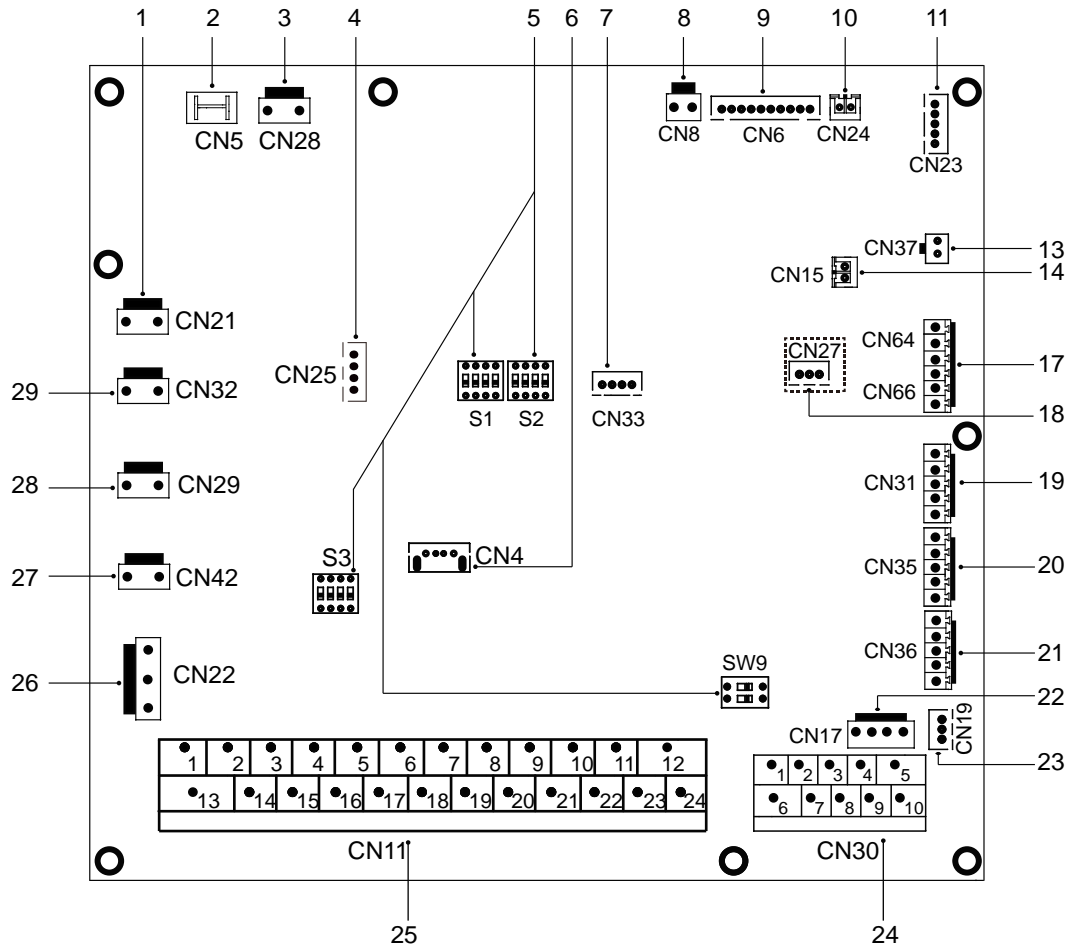 1 2 3 4 5 6 7 8 9 10 11
CN5
CN28
CN8
CN6
CN24
CN23
CN37
13
CN15
14
CN21
CN25
CN27
CN64
17
CN66
18
29
CN32
S1
S2
CN33
28
CN29
CN31
19
27
CN42
S3
CN4
CN35
20
26
CN22
SW9
CN36
21
22
CN17
CN19
23
1 2 3 4 5 6 7 8 9 10 11 12
13 14 15 16 17 18 19 20 21 22 23 24
CN11
1 2 3 4 5
6 7 8 9 10
CN30
25
24